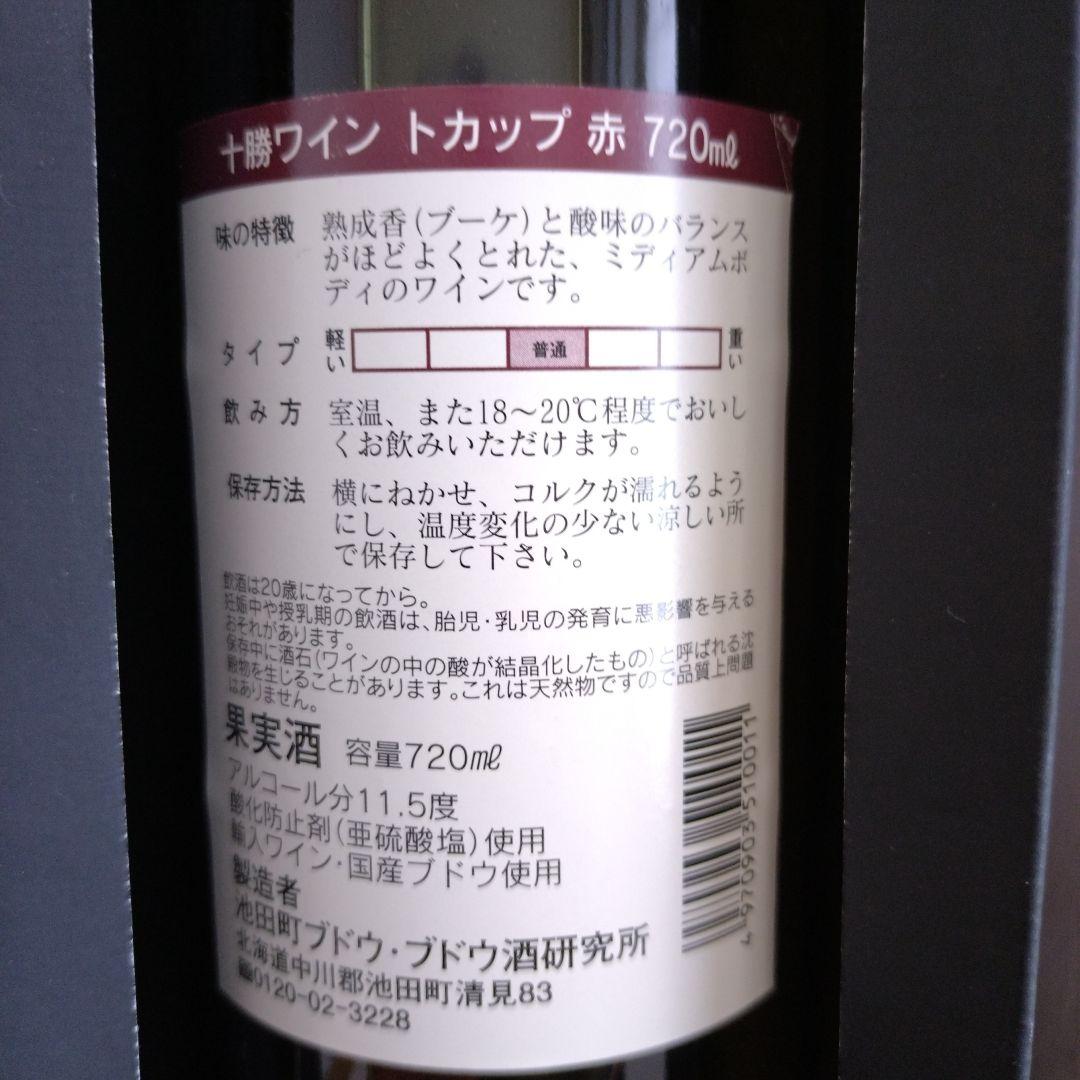 十勝ワイン トカップ 赤 720㎖
味の特徴 熟成香(ブーケ)と酸味のバランス
がほどよくとれた、ミディアムボ
ディのワインです。
タイプ 軽い 普通 重い
飲み方 室温、また18～20℃程度でおいし
くお飲みいただけます。
保存方法 横にねかせ、コルクが濡れるよう
にし、温度変化の少ない涼しい所
で保存して下さい。
飲酒は20歳になってから。
妊娠中や授乳期の飲酒は、胎児・乳児の発育に悪影響を与える
おそれがあります。
保存中に酒石(ワインの中の酸が結晶化したもの)と呼ばれる沈
殿物を生じることがあります。これは天然物ですので品質上問題
はありません。
果実酒 容量720㎖
アルコール分11.5度
酸化防止剤(亜硫酸塩)使用
輸入ワイン・国産ブドウ使用
製造者
池田町ブドウ・ブドウ酒研究所
北海道中川郡池田町清見83
☎0120-02-3228
4 970903 510011